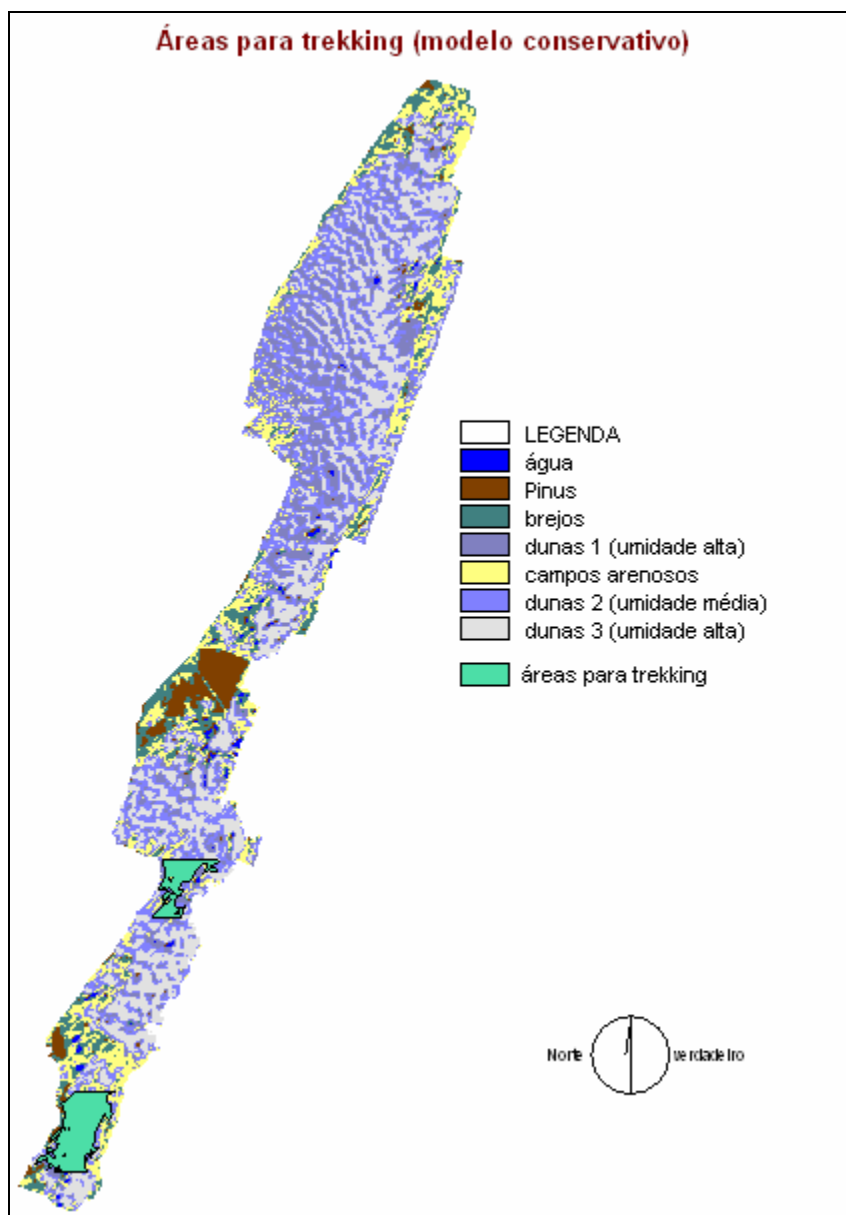 Áreas para trekking (modelo conservativo)
LEGENDA
água
Pinus
brejos
dunas 1 (umidade alta)
campos arenosos
dunas 2 (umidade média)
dunas 3 (umidade alta)
áreas para trekking
Norte verdadeiro